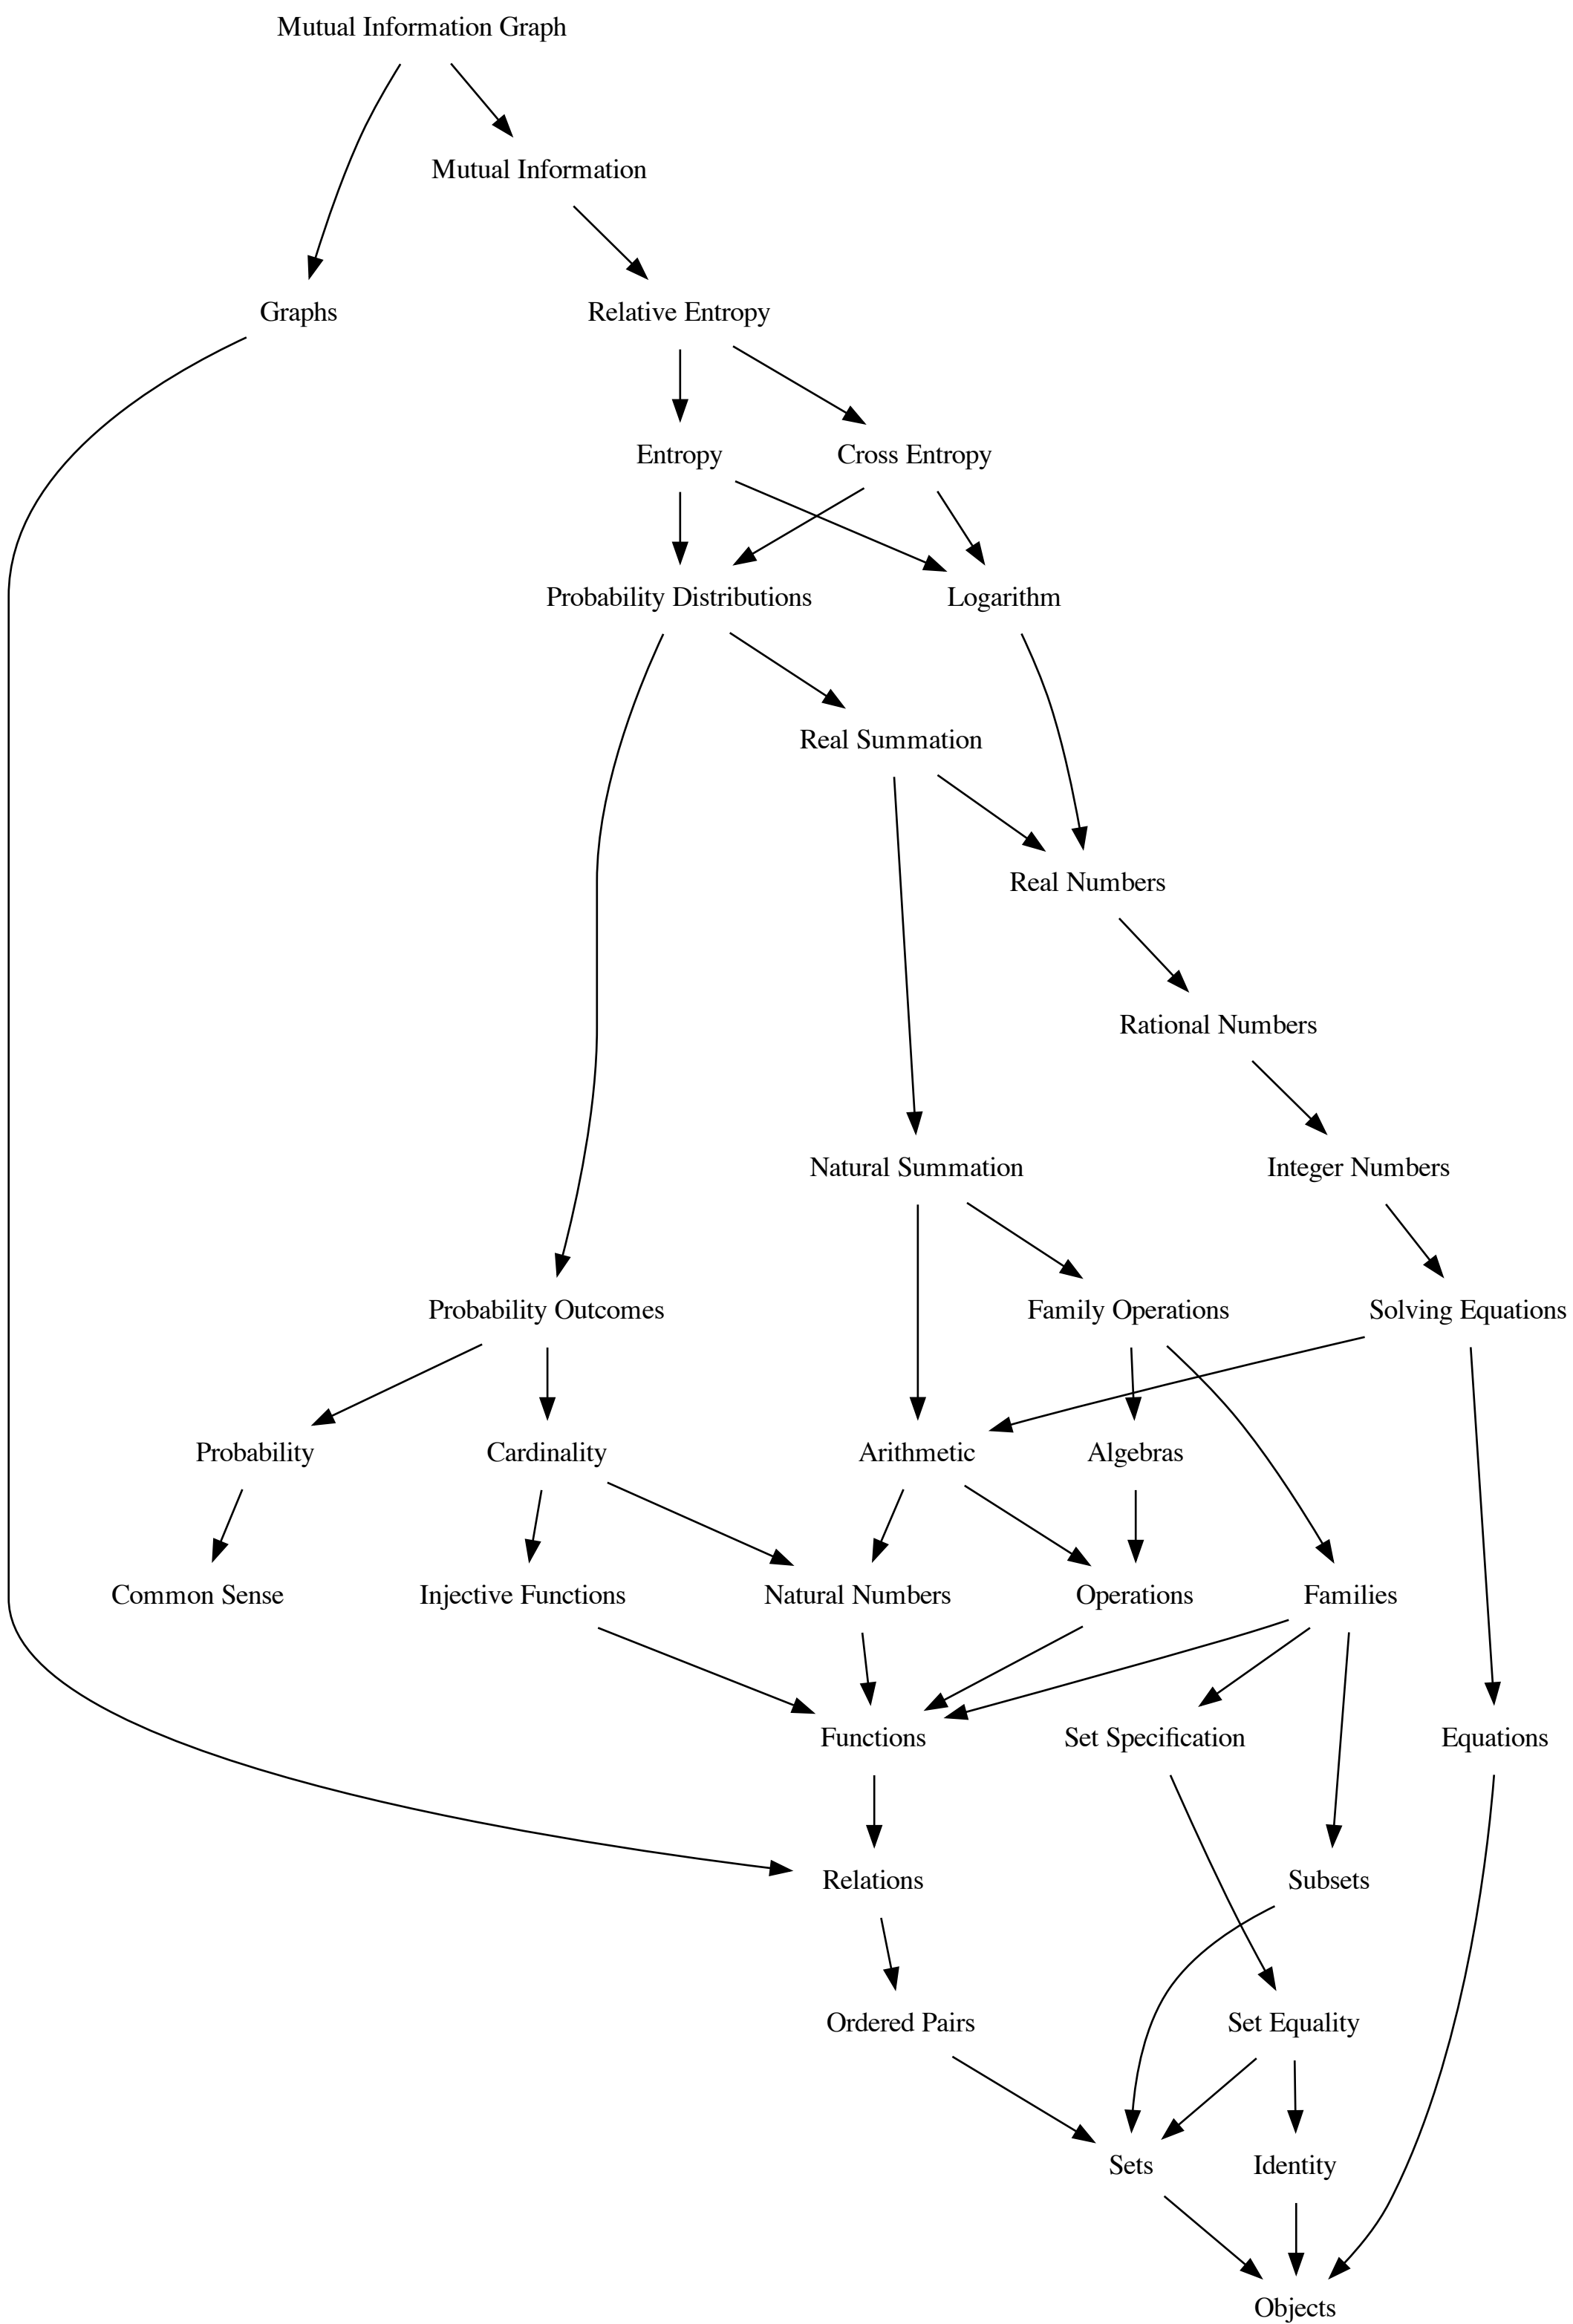 Mutual Information Graph
Mutual Information
Graphs
Relative Entropy
Entropy
Cross Entropy
Probability Distributions
Logarithm
Real Summation
Real Numbers
Rational Numbers
Natural Summation
Integer Numbers
Probability Outcomes
Family Operations
Solving Equations
Probability
Cardinality
Arithmetic
Algebras
Common Sense
Injective Functions
Natural Numbers
Operations
Families
Functions
Set Specification
Equations
Relations
Subsets
Ordered Pairs
Set Equality
Sets
Identity
Objects